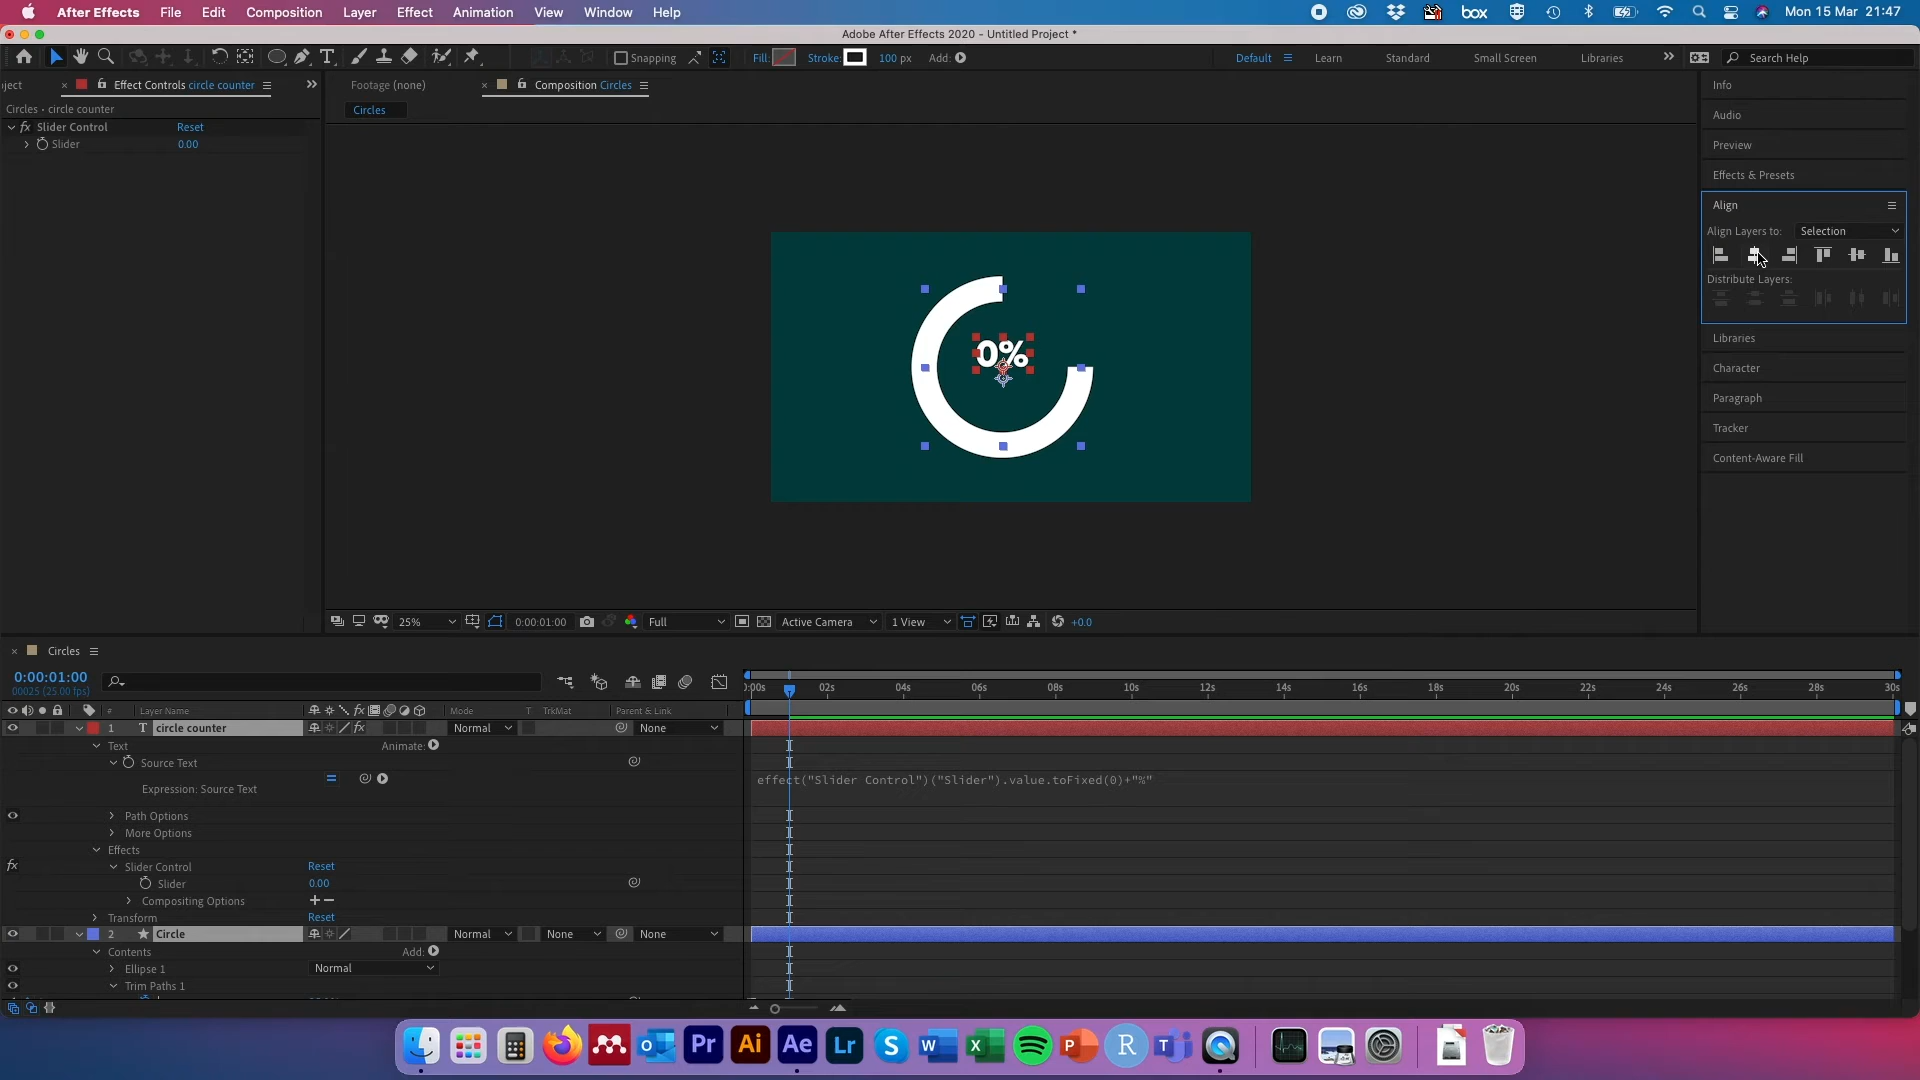 After Effects File Edit Composition Layer Effect Animation View Window Help box Mon 15 Mar 21:47
Adobe After Effects 2020 - Untitled Project *
Snapping Fill: Stroke: 100 px Add: Default Learn Standard Small Screen Libraries Search Help
ject Effect Controls circle counter Footage (none) Composition Circles Info
Circles • circle counter Circles
Slider Control Reset Audio
Slider 0.00 Preview
Effects & Presets
Align
Align Layers to: Selection
Distribute Layers:
Libraries
0%
Character
Paragraph
Tracker
Content-Aware Fill
25% 0:00:01:00 Full Active Camera 1 View +0.0
Circles
0:00:01:00
00025 (25.00 fps)
):00s 02s 04s 06s 08s 10s 12s 14s 16s 18s 20s 22s 24s 26s 28s 30s
# Layer Name Mode T TrkMat Parent & Link
1 T circle counter Normal None
Text Animate:
Source Text
Expression: Source Text effect("Slider Control")("Slider").value.toFixed(0)+"%"
Path Options
More Options
Effects
fx Slider Control Reset
Slider 0.00
Compositing Options
Transform Reset
2 Circle Normal None None
Contents Add:
Ellipse 1 Normal
Trim Paths 1
Pr Ai Ae Lr S W X P R T